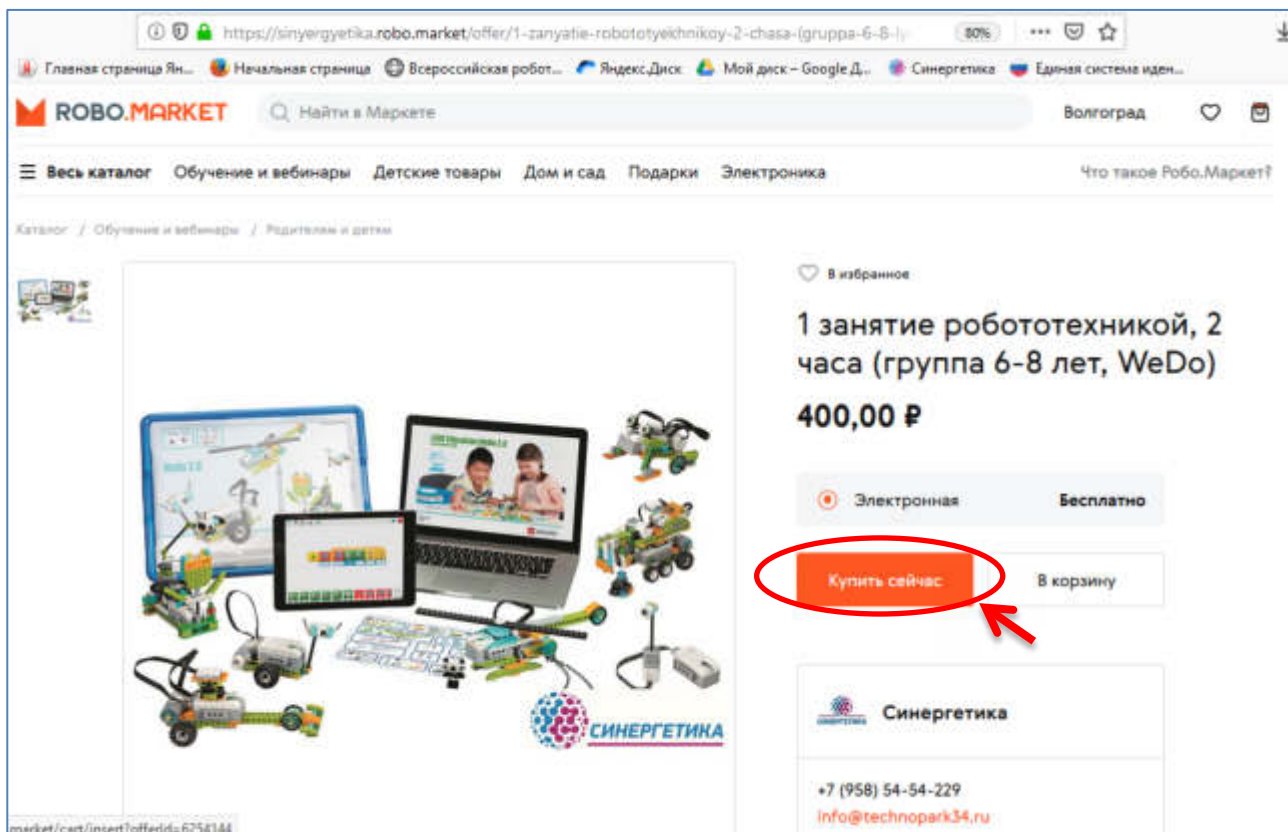 https://sinyergyetika.robo.market/offer/1-zanyatie-robototyekhnikoy-2-chasa-(gruppa-6-8-l
80%
Главная страница Ян...
Начальная страница
Всероссийская робот...
Яндекс.Диск
Мой диск – Google Д...
Синергетика
Единая система иден...
ROBO.MARKET
Найти в Маркете
Волгоград
Весь каталог
Обучение и вебинары
Детские товары
Дом и сад
Подарки
Электроника
Что такое Робо.Маркет?
Каталог / Обучение и вебинары / Родителям и детям
В избранное
1 занятие робототехникой, 2
часа (группа 6-8 лет, WeDo)
400,00 ₽
Электронная
Бесплатно
Купить сейчас
В корзину
СИНЕРГЕТИКА
Синергетика
+7 (958) 54-54-229
info@technopark34.ru
market/cart/insert?offerId=6254144